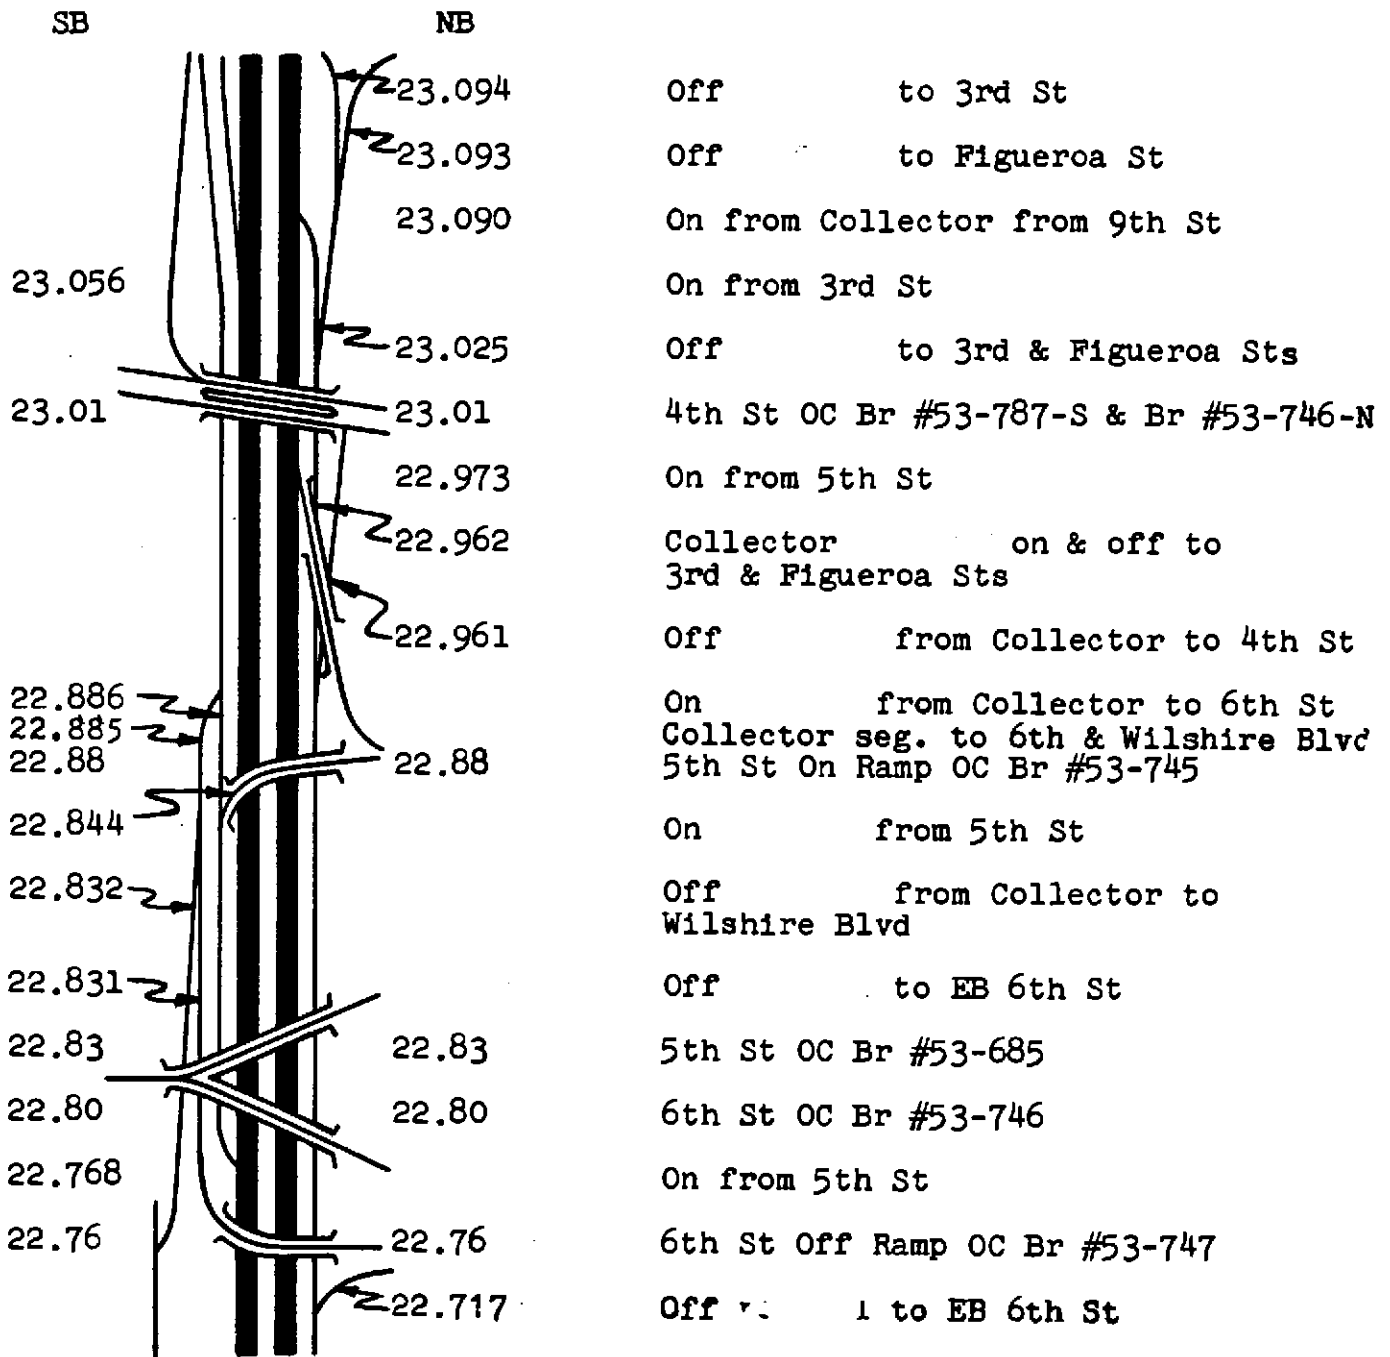 SB NB
23.094 Off to 3rd St
23.093 Off to Figueroa St
23.090 On from Collector from 9th St
23.056 On from 3rd St
23.025 Off to 3rd & Figueroa Sts
23.01 23.01 4th St OC Br #53-787-S & Br #53-746-N
22.973 On from 5th St
22.962 Collector on & off to
3rd & Figueroa Sts
22.961 Off from Collector to 4th St
22.886 On from Collector to 6th St
22.885 Collector seg. to 6th & Wilshire Blvd
22.88 22.88 5th St On Ramp OC Br #53-745
22.844 On from 5th St
22.832 Off from Collector to
Wilshire Blvd
22.831 Off to EB 6th St
22.83 22.83 5th St OC Br #53-685
22.80 22.80 6th St OC Br #53-746
22.768 On from 5th St
22.76 22.76 6th St Off Ramp OC Br #53-747
22.717 Off to EB 6th St